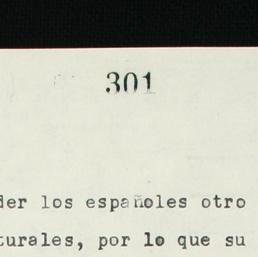 301
der los españoles otro
turales, por lo que su